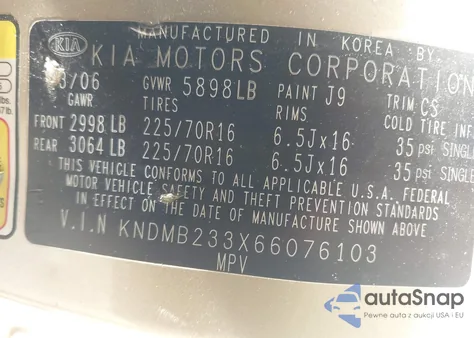 MANUFACTURED IN KOREA BY
KIA KIA MOTORS CORPORATION
3/06 GVWR 5898LB PAINT J9 TRIM CS
GAWR TIRES RIMS COLD TIRE
FRONT 2998 LB 225/70R16 6.5Jx16 35 psi SINGLE
REAR 3064 LB 225/70R16 6.5Jx16 35 psi SINGLE
THIS VEHICLE CONFORMS TO ALL APPLICABLE U.S.A. FEDERAL
MOTOR VEHICLE SAFETY AND THEFT PREVENTION STANDARDS
IN EFFECT ON THE DATE OF MANUFACTURE SHOWN ABOVE
V.I.N KNDMB233X66076103
MPV
autoSnap
Pewne auta z aukcji USA i EU